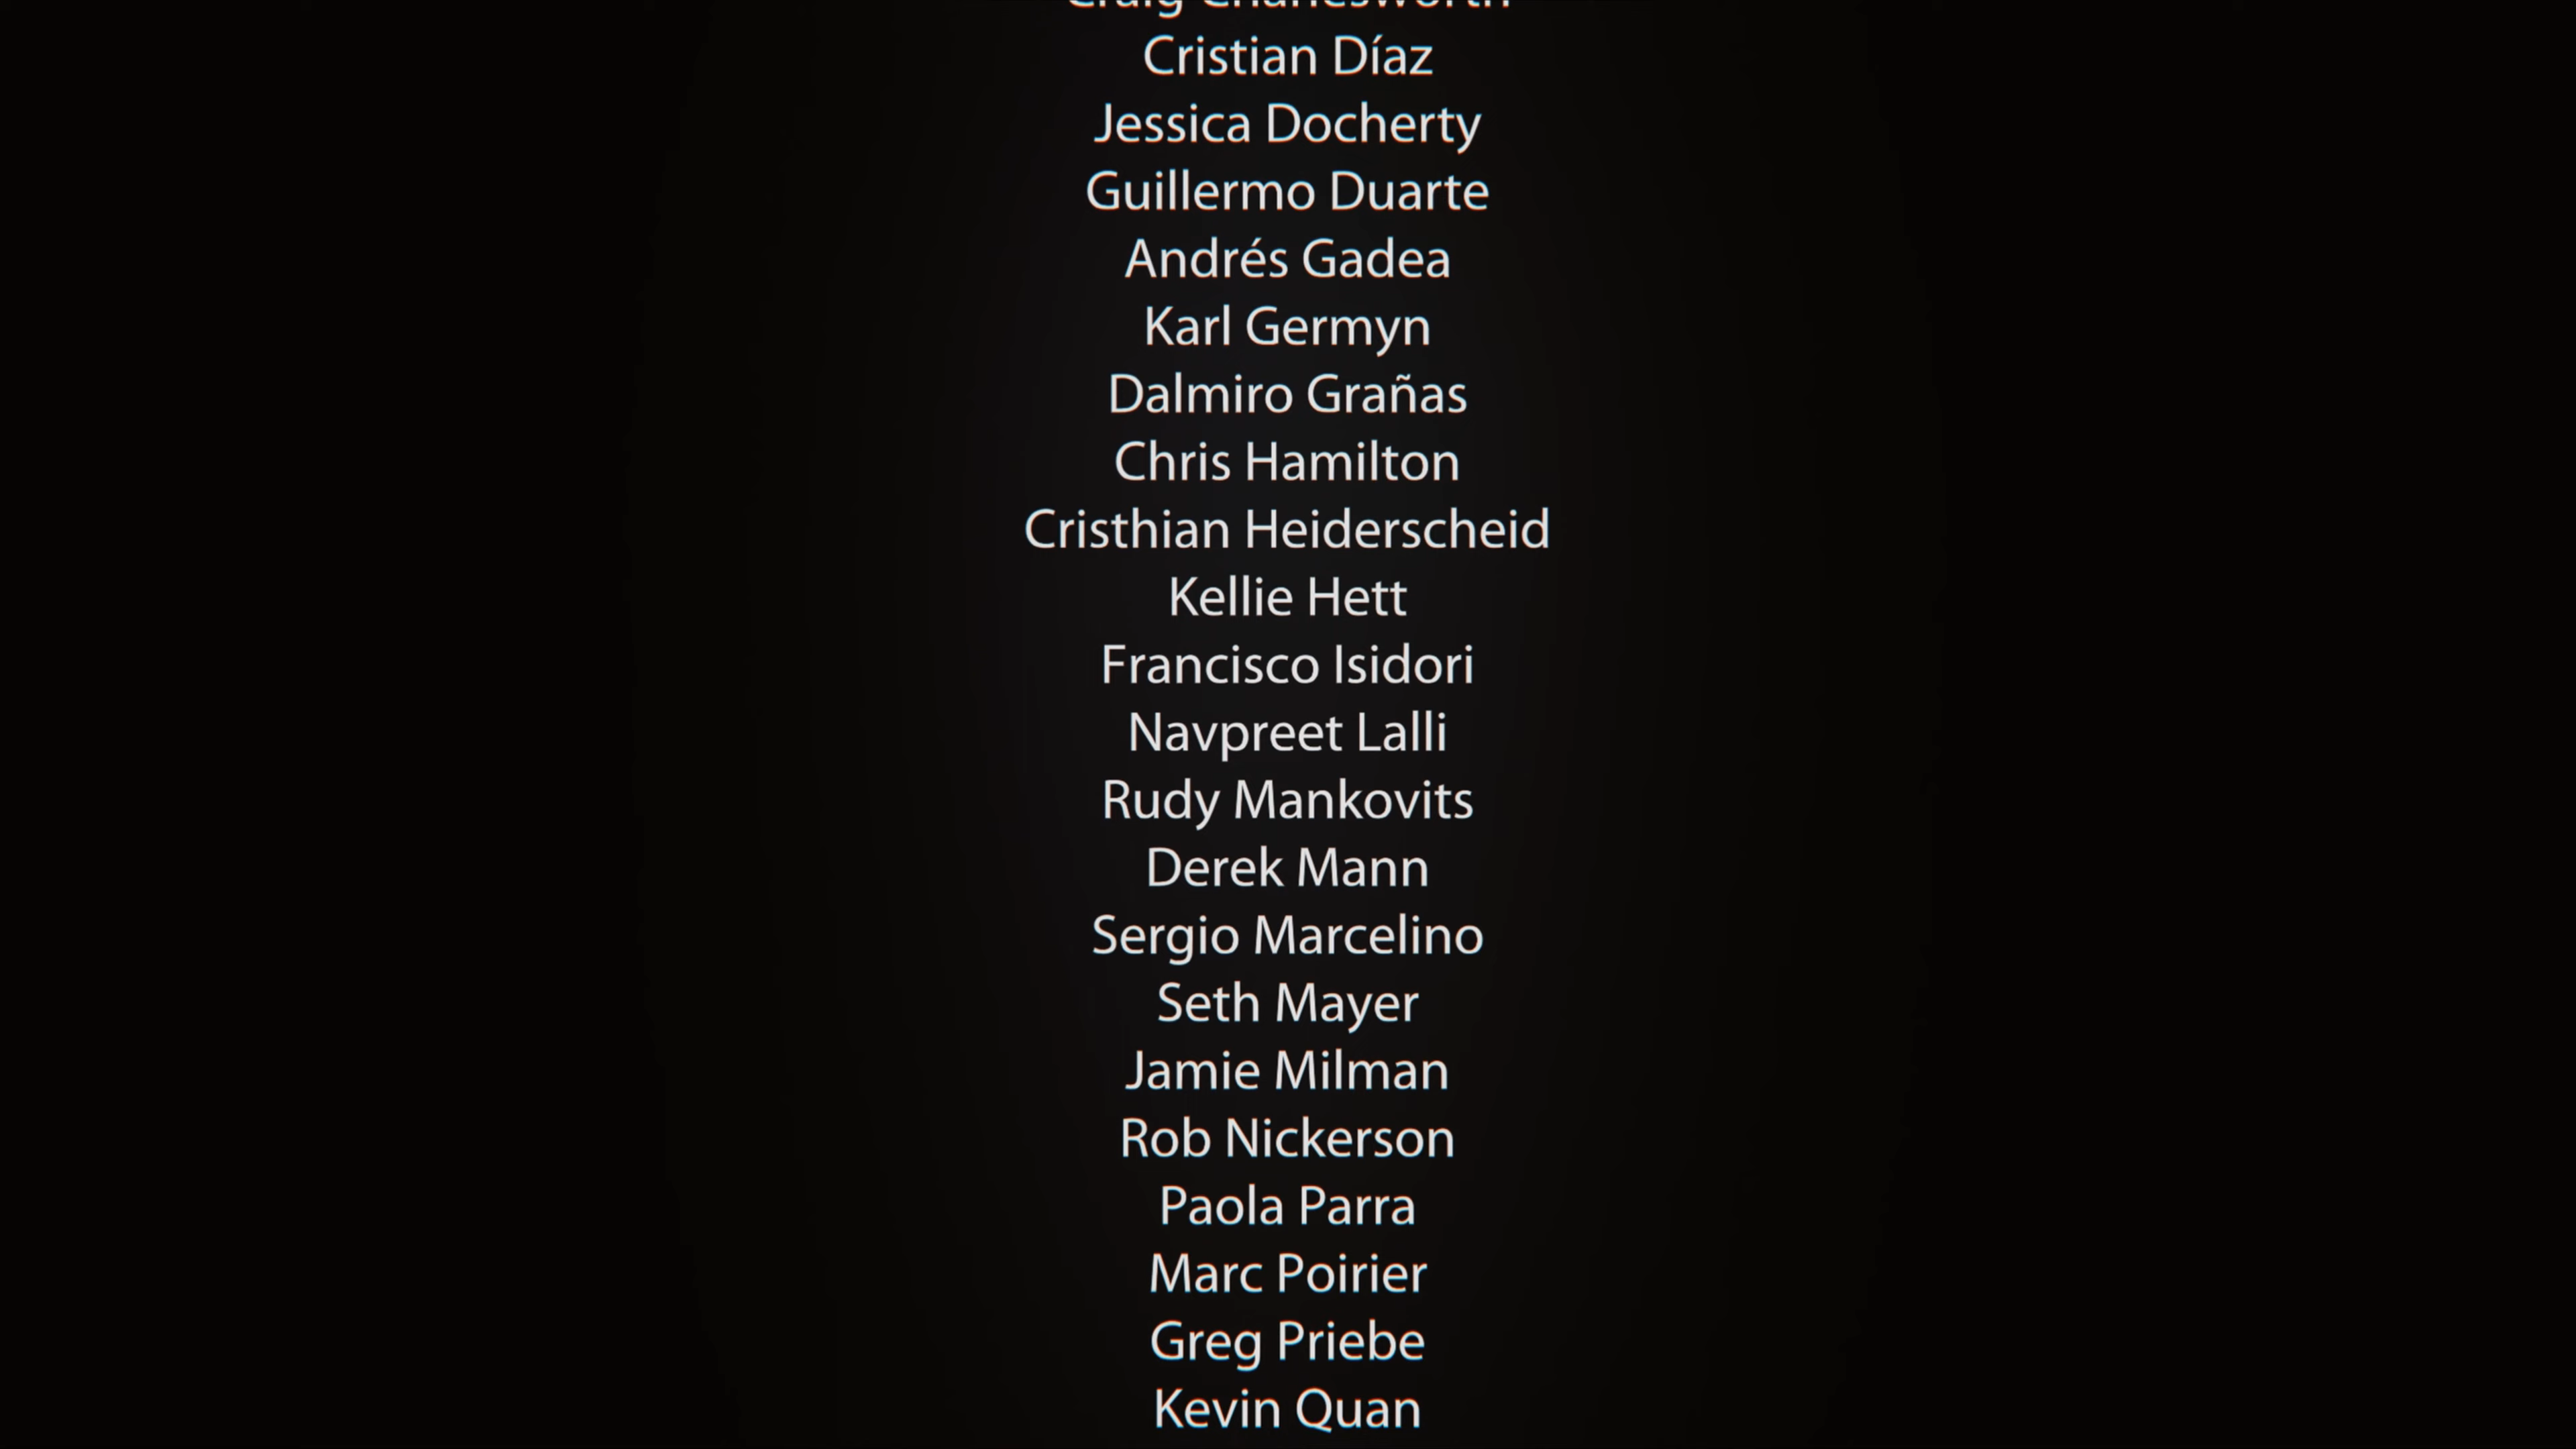 Craig Charlesworth
Cristian Díaz
Jessica Docherty
Guillermo Duarte
Andrés Gadea
Karl Germyn
Dalmiro Grañas
Chris Hamilton
Cristhian Heiderscheid
Kellie Hett
Francisco Isidori
Navpreet Lalli
Rudy Mankovits
Derek Mann
Sergio Marcelino
Seth Mayer
Jamie Milman
Rob Nickerson
Paola Parra
Marc Poirier
Greg Priebe
Kevin Quan